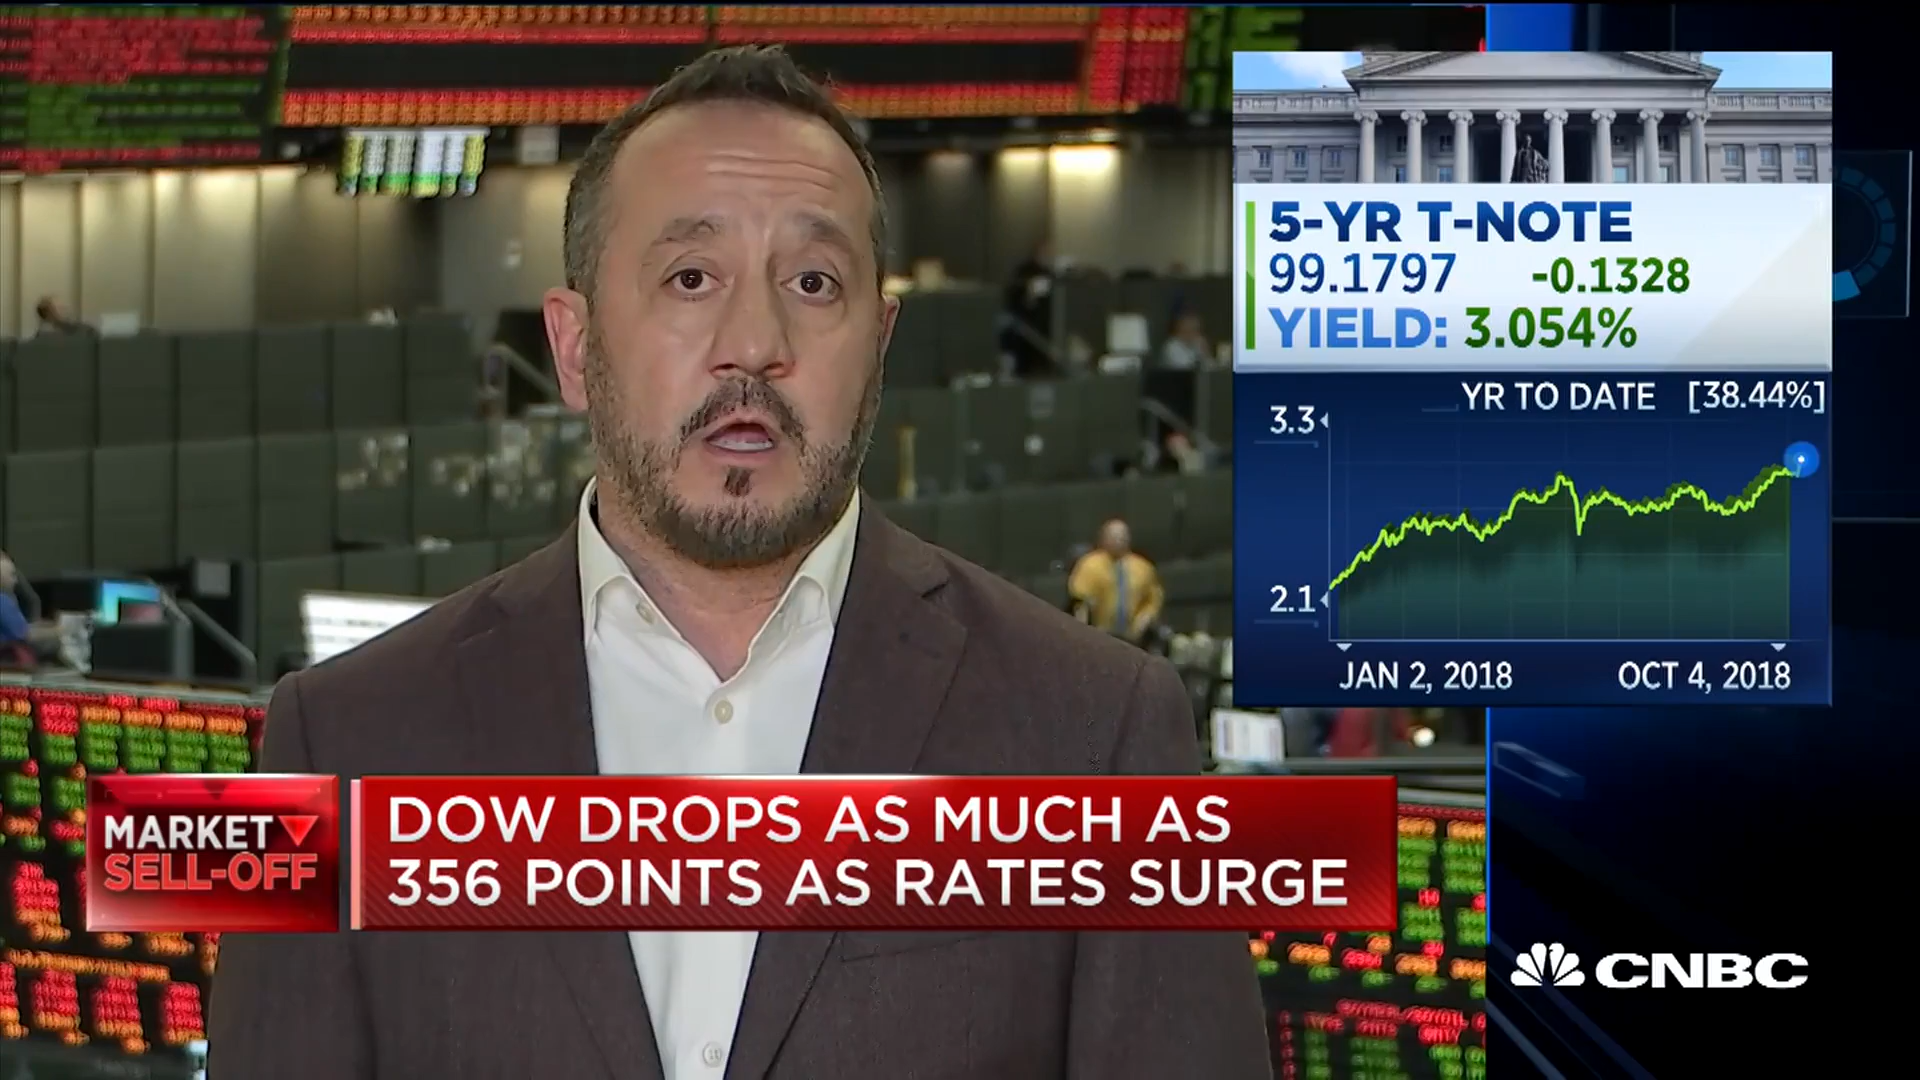 5-YR T-NOTE
99.1797 -0.1328
YIELD: 3.054%
YR TO DATE [38.44%]
3.3
2.1
JAN 2, 2018 OCT 4, 2018
MARKET
SELL-OFF
DOW DROPS AS MUCH AS
356 POINTS AS RATES SURGE
CNBC